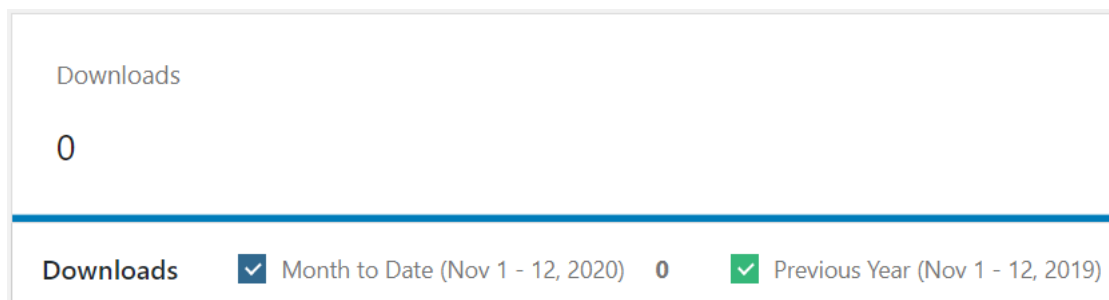 Downloads
0
Downloads Month to Date (Nov 1 - 12, 2020) 0 Previous Year (Nov 1 - 12, 2019)